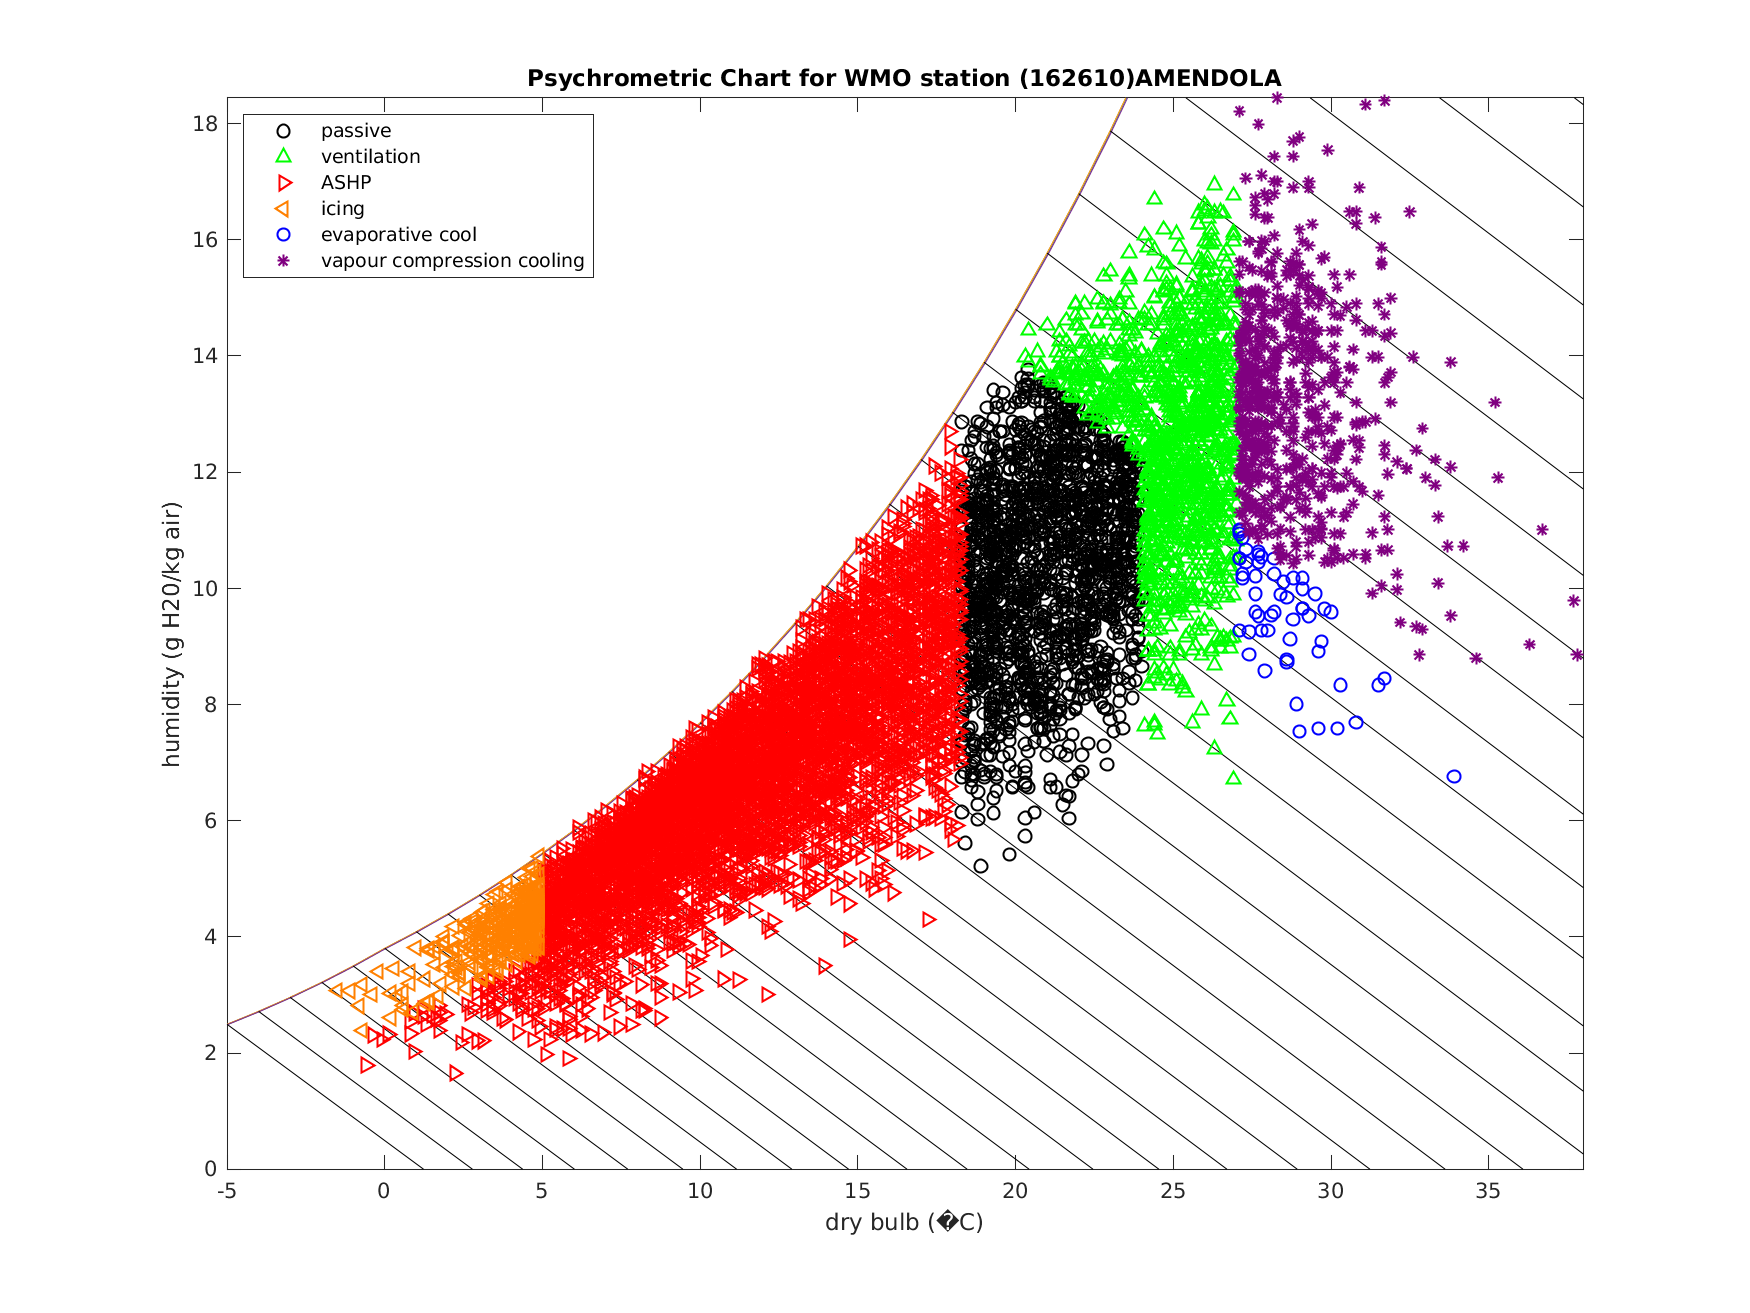 Psychrometric Chart for WMO station (162610)AMENDOLA
passive
ventilation
ASHP
icing
evaporative cool
vapour compression cooling
humidity (g H20/kg air)
18
16
14
12
10
8
6
4
2
0
-5 0 5 10 15 20 25 30 35
dry bulb (�C)